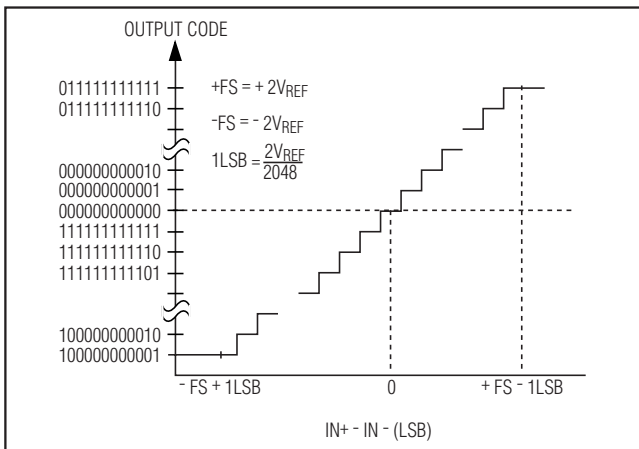 OUTPUT CODE
+FS = + 2VREF
-FS = - 2VREF
1LSB = 2VREF
2048
011111111111
011111111110
000000000010
000000000001
000000000000
111111111111
111111111110
111111111101
100000000010
100000000001
- FS + 1LSB
0
+ FS - 1LSB
IN+ - IN - (LSB)